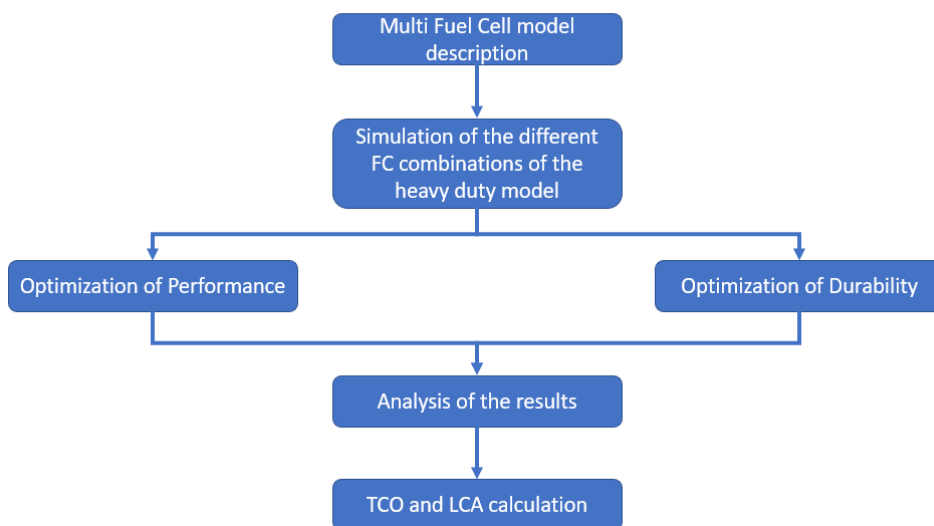 Multi Fuel Cell model
description
Simulation of the different
FC combinations of the
heavy duty model
Optimization of Performance
Optimization of Durability
Analysis of the results
TCO and LCA calculation